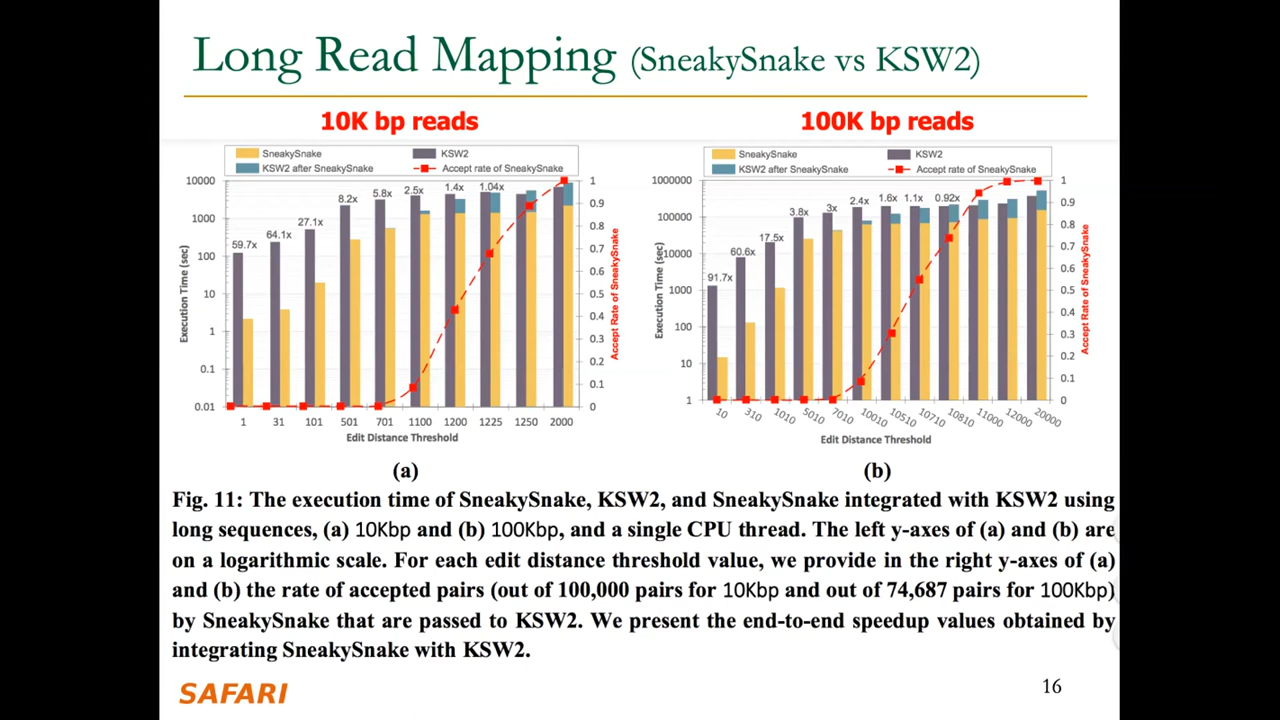 Long Read Mapping (SneakySnake vs KSW2)
10K bp reads
SneakySnake
KSW2
KSW2 after SneakySnake
Accept rate of SneakySnake
10000
1000
100
10
1
0.1
0.01
Execution Time (sec)
59.7x
64.1x
27.1x
8.2x
5.8x
2.5x
1.4x
1.04x
1
0.9
0.8
0.7
0.6
0.5
0.4
0.3
0.2
0.1
0
Accept Rate of SneakySnake
1 31 101 501 701 1100 1200 1225 1250 2000
Edit Distance Threshold
(a)
100K bp reads
SneakySnake
KSW2
KSW2 after SneakySnake
Accept rate of SneakySnake
1000000
100000
10000
1000
100
10
1
Execution Time (sec)
91.7x
60.6x
17.5x
3.8x
3x
2.4x
1.6x
1.1x
0.92x
1
0.9
0.8
0.7
0.6
0.5
0.4
0.3
0.2
0.1
0
Accept Rate of SneakySnake
10 310 1010 5010 7010 10010 10510 10710 10810 11000 12000 20000
Edit Distance Threshold
(b)
Fig. 11: The execution time of SneakySnake, KSW2, and SneakySnake integrated with KSW2 using
long sequences, (a) 10Kbp and (b) 100Kbp, and a single CPU thread. The left y-axes of (a) and (b) are
on a logarithmic scale. For each edit distance threshold value, we provide in the right y-axes of (a)
and (b) the rate of accepted pairs (out of 100,000 pairs for 10Kbp and out of 74,687 pairs for 100Kbp)
by SneakySnake that are passed to KSW2. We present the end-to-end speedup values obtained by
integrating SneakySnake with KSW2.
SAFARI
16